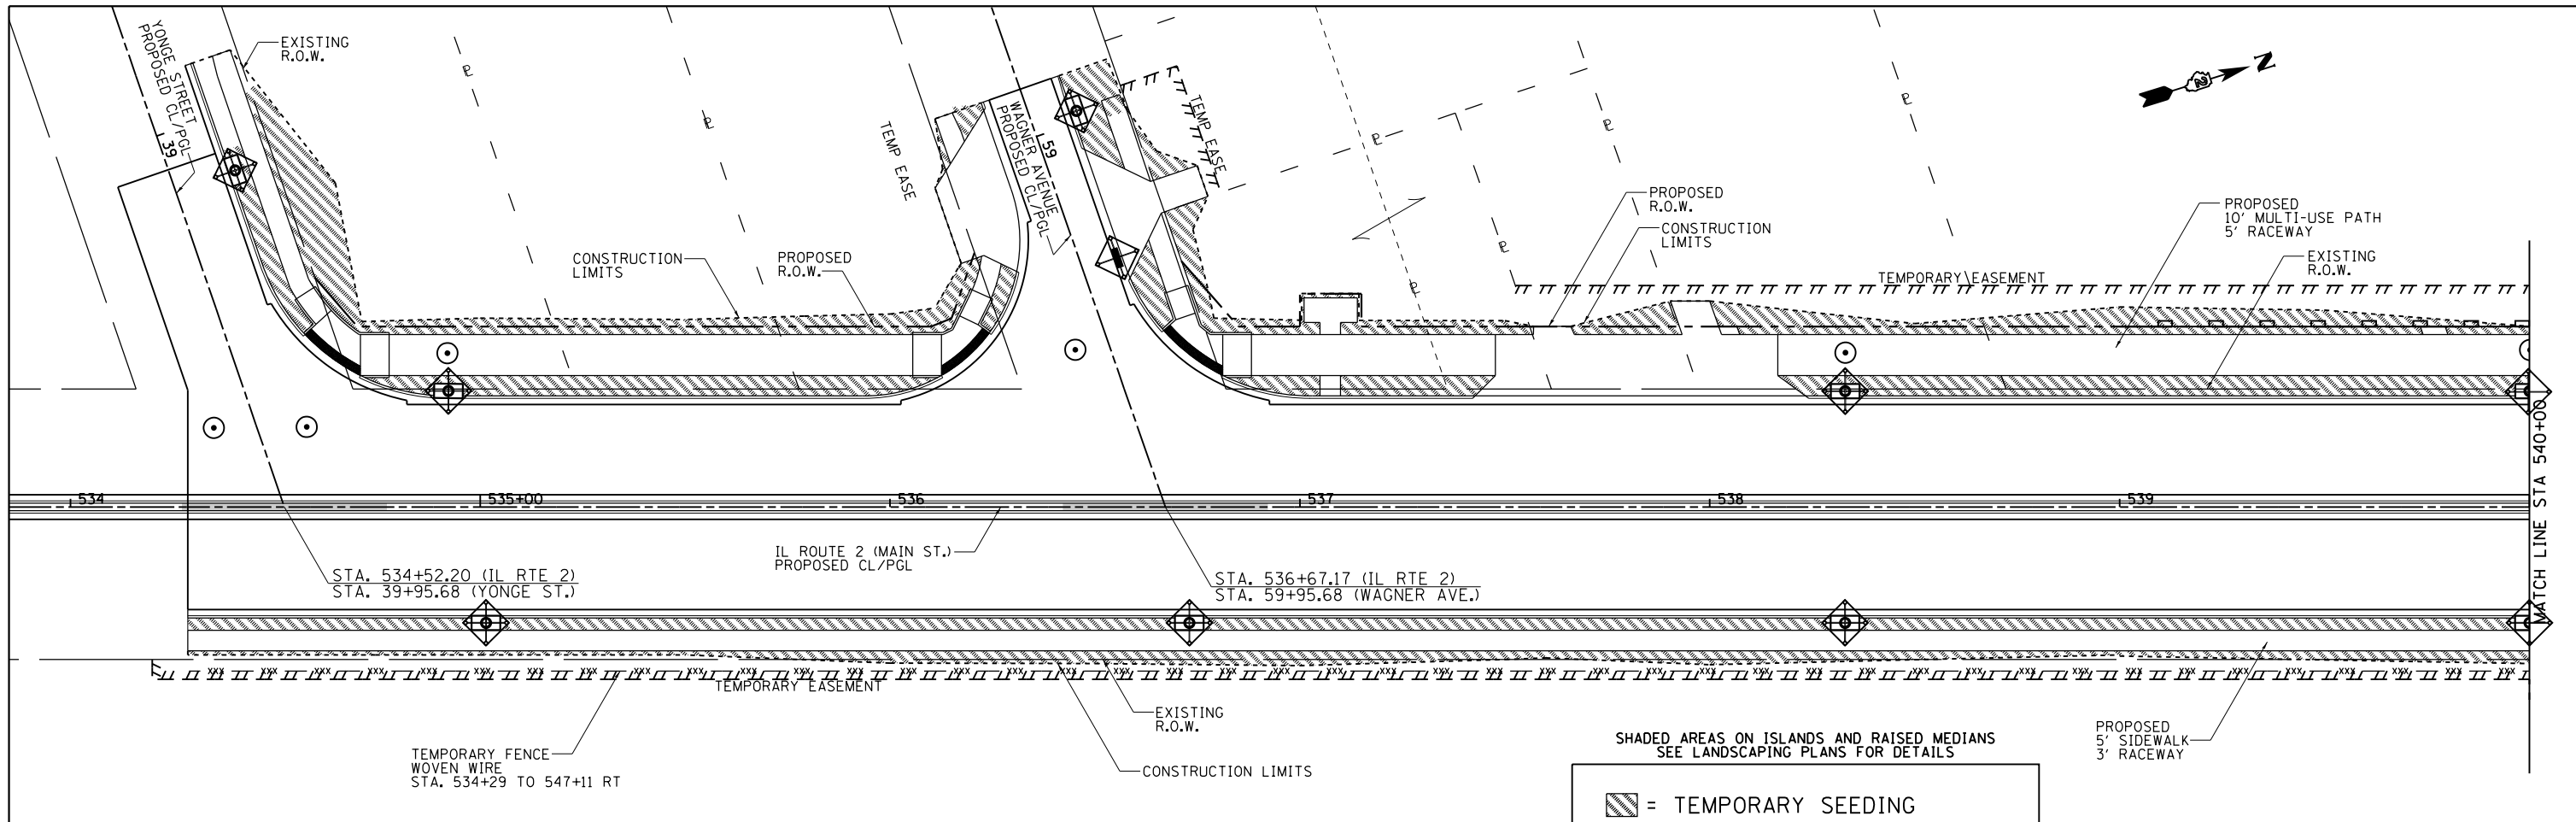 YONGE STREET
PROPOSED CL/PGL
39
EXISTING
R.O.W.
TEMP EASE
WAGNER AVENUE
PROPOSED CL/PGL
59
TEMP EASE
N
CONSTRUCTION
LIMITS
PROPOSED
R.O.W.
PROPOSED
R.O.W.
CONSTRUCTION
LIMITS
PROPOSED
10' MULTI-USE PATH
5' RACEWAY
EXISTING
R.O.W.
TEMPORARY EASEMENT
534
535+00
536
537
538
539
MATCH LINE STA 540+00
IL ROUTE 2 (MAIN ST.)
PROPOSED CL/PGL
STA. 534+52.20 (IL RTE 2)
STA. 39+95.68 (YONGE ST.)
STA. 536+67.17 (IL RTE 2)
STA. 59+95.68 (WAGNER AVE.)
TEMPORARY EASEMENT
EXISTING
R.O.W.
CONSTRUCTION LIMITS
TEMPORARY FENCE
WOVEN WIRE
STA. 534+29 TO 547+11 RT
PROPOSED
5' SIDEWALK
3' RACEWAY
SHADED AREAS ON ISLANDS AND RAISED MEDIANS
SEE LANDSCAPING PLANS FOR DETAILS
= TEMPORARY SEEDING